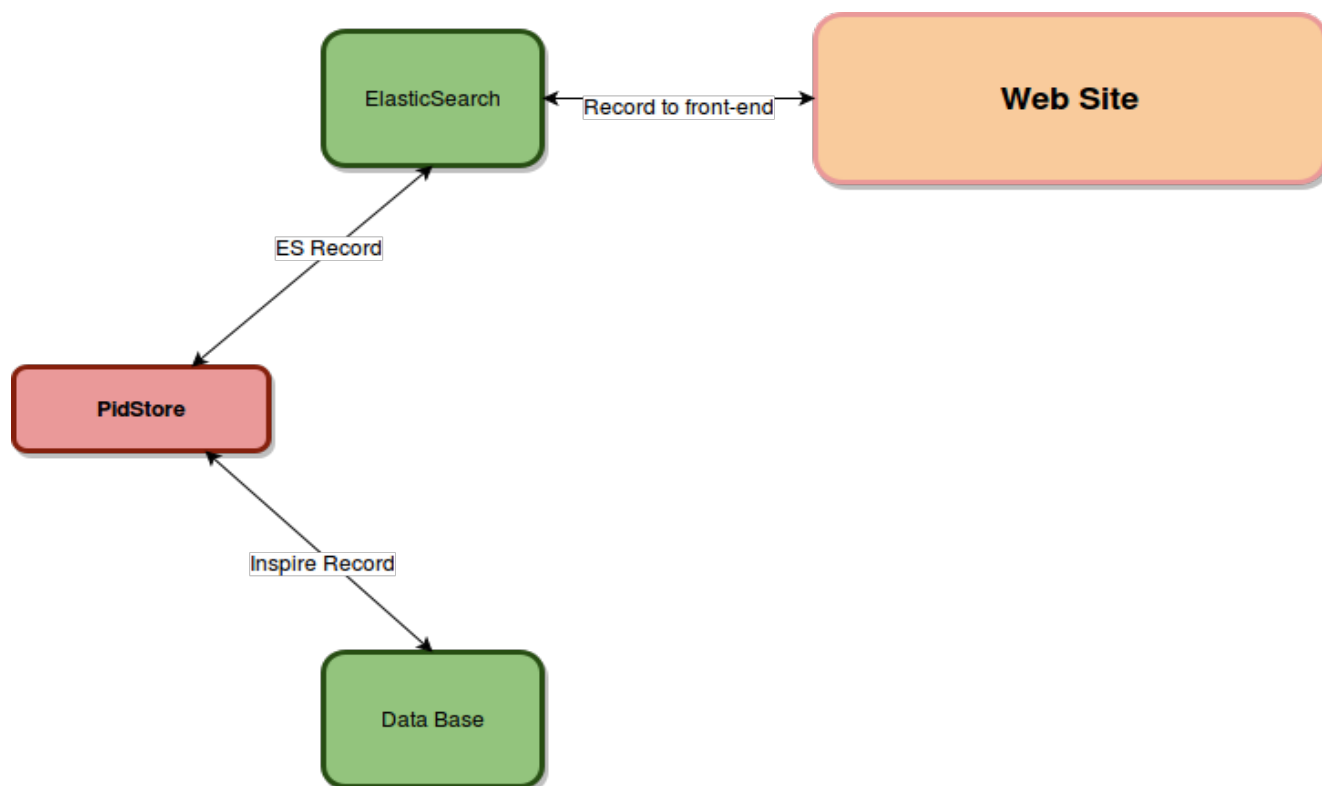 ElasticSearch
Record to front-end
Web Site
ES Record
PidStore
Inspire Record
Data Base